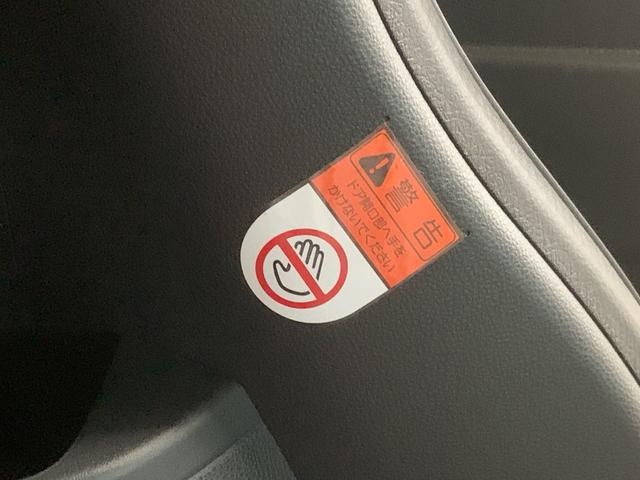 警告
ドア開口部へ手を
かけないでください